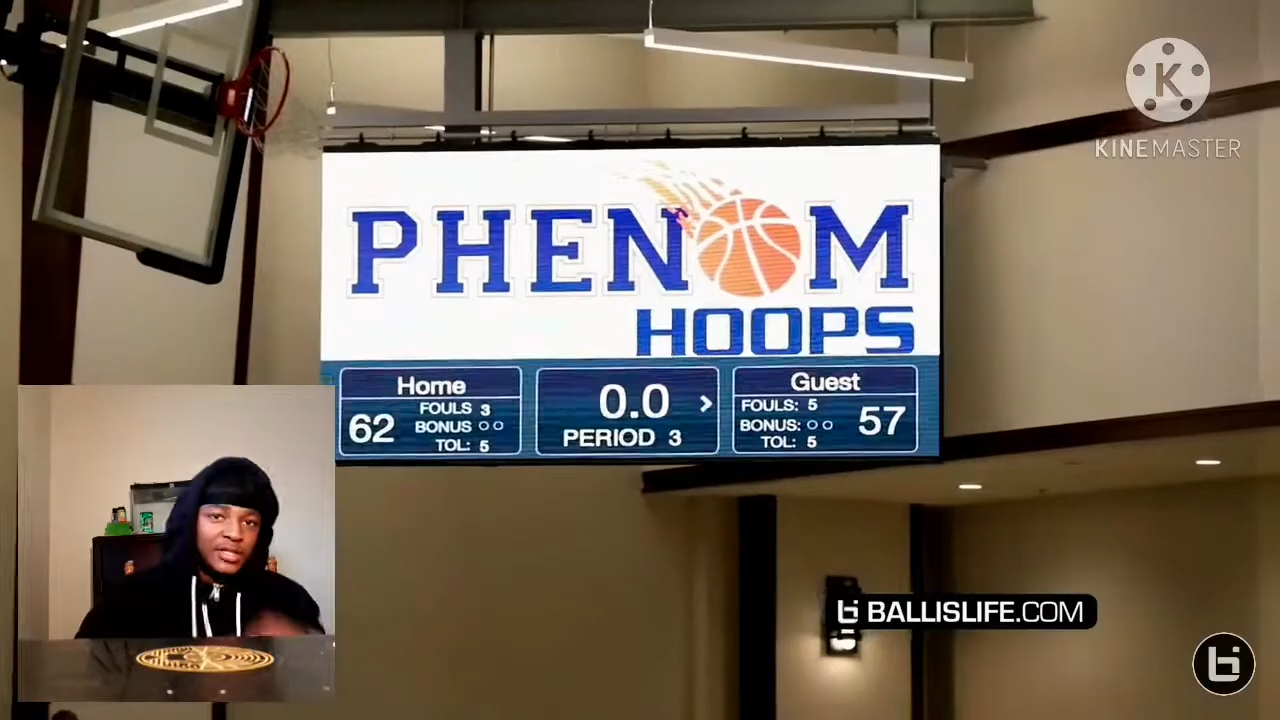 K
KINEMASTER
PHENOM
HOOPS
Home
62
FOULS 3
BONUS
TOL: 5
0.0 >
PERIOD 3
Guest
FOULS: 5
BONUS:
TOL: 5
57
BALLISLIFE.COM